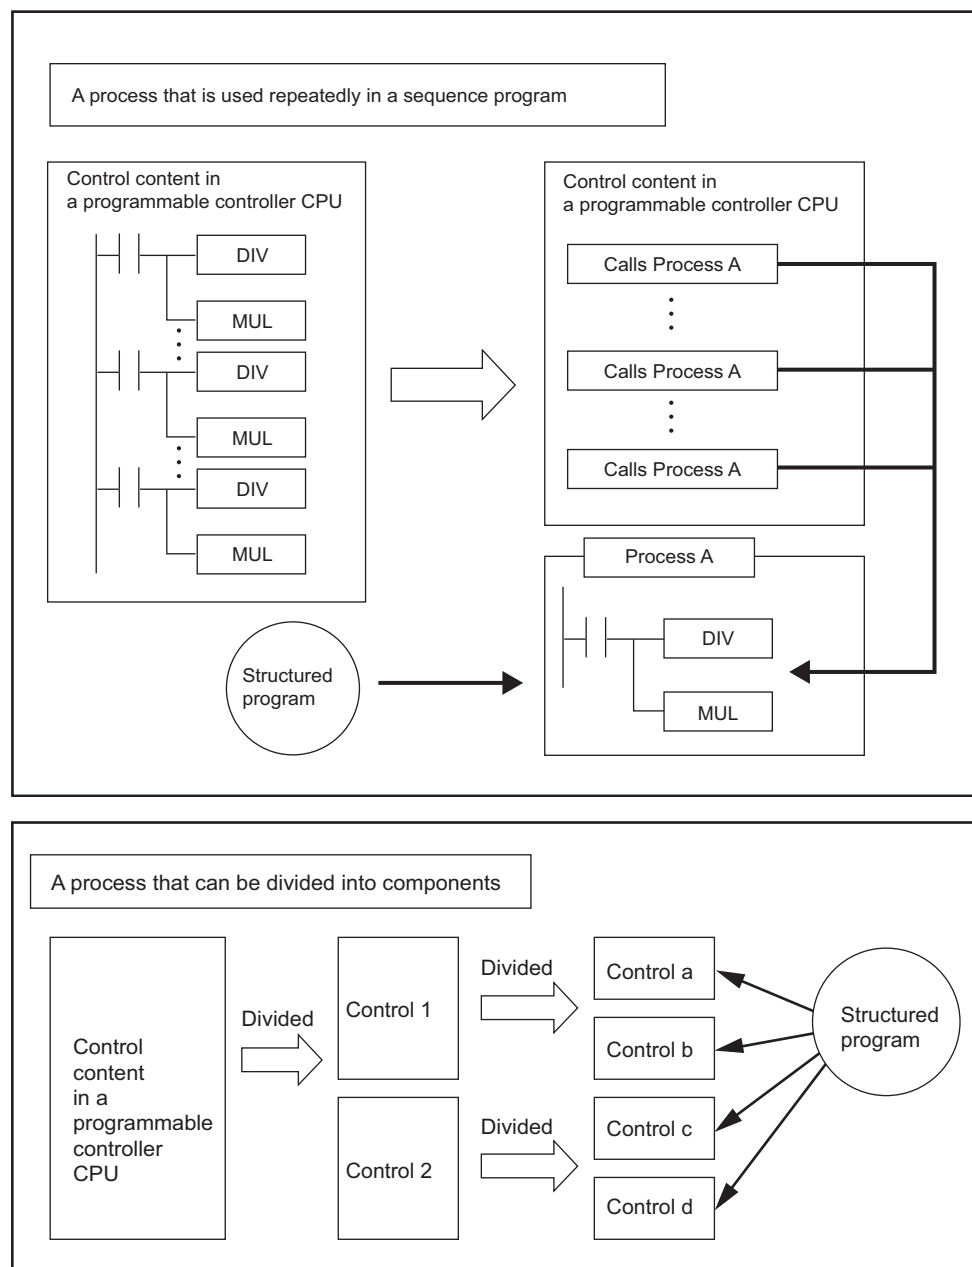 A process that is used repeatedly in a sequence program
Control content in
a programmable controller CPU
DIV
MUL
DIV
MUL
DIV
MUL
Control content in
a programmable controller CPU
Calls Process A
Calls Process A
Calls Process A
Process A
DIV
MUL
Structured
program
A process that can be divided into components
Control
content
in a
programmable
controller
CPU
Divided
Control 1
Control 2
Divided
Divided
Control a
Control b
Control c
Control d
Structured
program